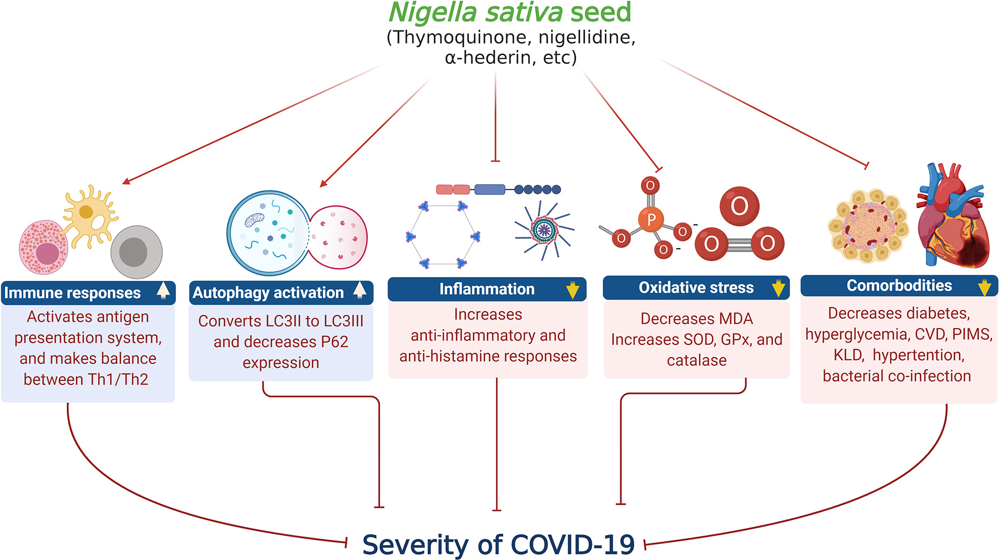 Nigella sativa seed
(Thymoquinone, nigellidine,
α-hederin, etc)
O
P
O
O
-
O
-
O
O
O
Immune responses
Activates antigen
presentation system,
and makes balance
between Th1/Th2
Autophagy activation
Converts LC3II to LC3III
and decreases P62
expression
Inflammation
Increases
anti-inflammatory and
anti-histamine responses
Oxidative stress
Decreases MDA
Increases SOD, GPx, and
catalase
Comorbodities
Decreases diabetes,
hyperglycemia, CVD, PIMS,
KLD, hypertention,
bacterial co-infection
Severity of COVID-19